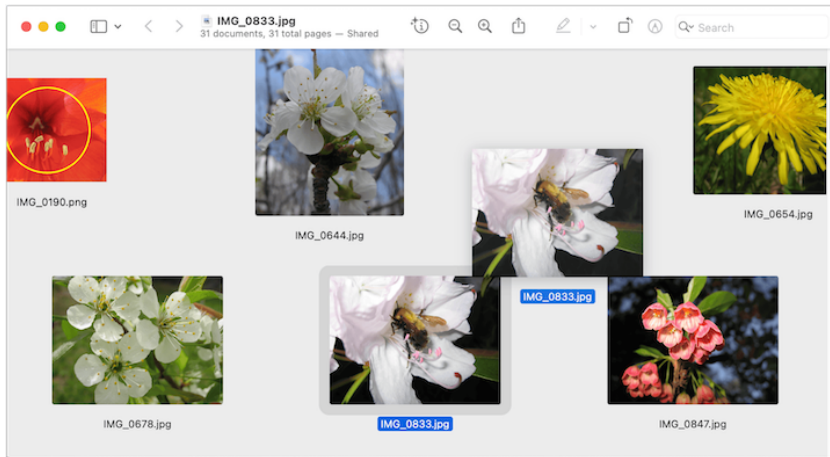 IMG_0833.jpg
31 documents, 31 total pages — Shared
Search
IMG_0190.png
IMG_0644.jpg
IMG_0654.jpg
IMG_0833.jpg
IMG_0678.jpg
IMG_0833.jpg
IMG_0847.jpg